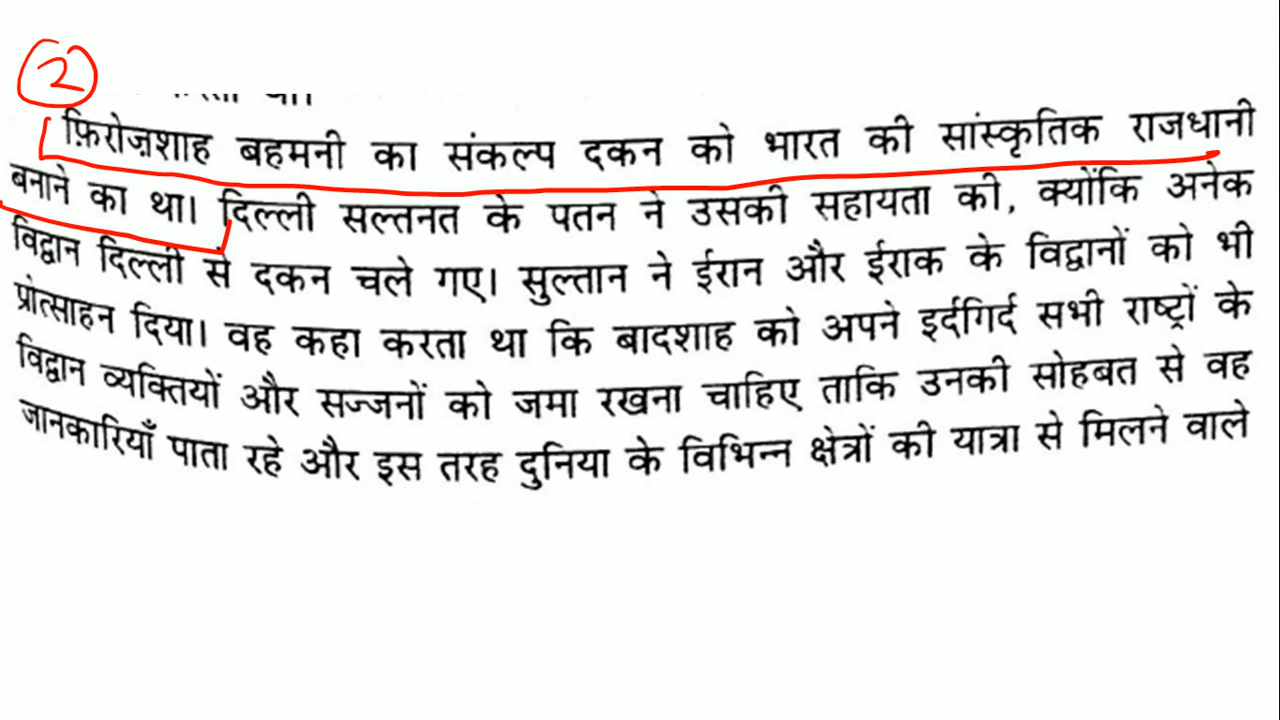 2
फ़िरोज़शाह बहमनी का संकल्प दकन को भारत की सांस्कृतिक राजधानी
बनाने का था। दिल्ली सल्तनत के पतन ने उसकी सहायता की, क्योंकि अनेक
विद्वान दिल्ली से दकन चले गए। सुल्तान ने ईरान और ईराक के विद्वानों को भी
प्रोत्साहन दिया। वह कहा करता था कि बादशाह को अपने इर्दगिर्द सभी राष्ट्रों के
विद्वान व्यक्तियों और सज्जनों को जमा रखना चाहिए ताकि उनकी सोहबत से वह
जानकारियाँ पाता रहे और इस तरह दुनिया के विभिन्न क्षेत्रों की यात्रा से मिलने वाले